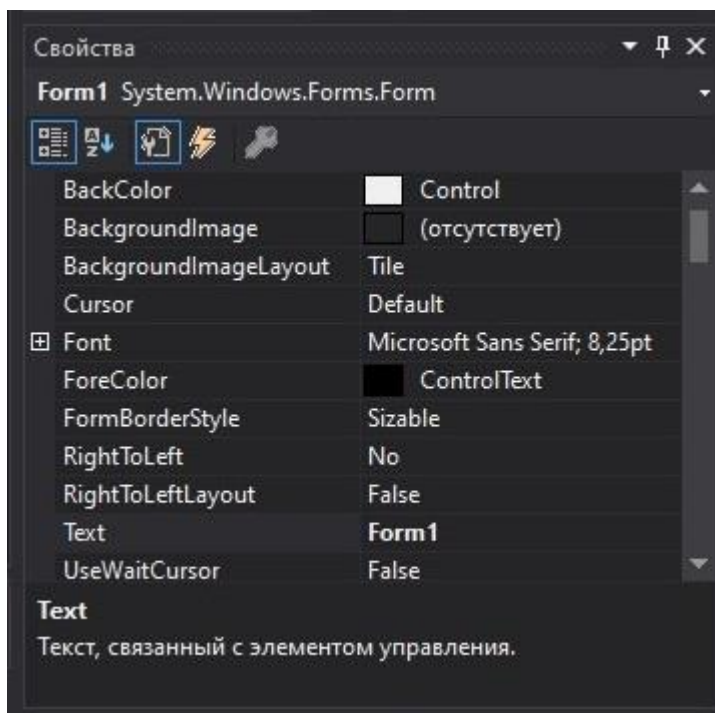 Свойства
Form1 System.Windows.Forms.Form
BackColor Control
BackgroundImage (отсутствует)
BackgroundImageLayout Tile
Cursor Default
Font Microsoft Sans Serif; 8,25pt
ForeColor ControlText
FormBorderStyle Sizable
RightToLeft No
RightToLeftLayout False
Text Form1
UseWaitCursor False
Text
Текст, связанный с элементом управления.